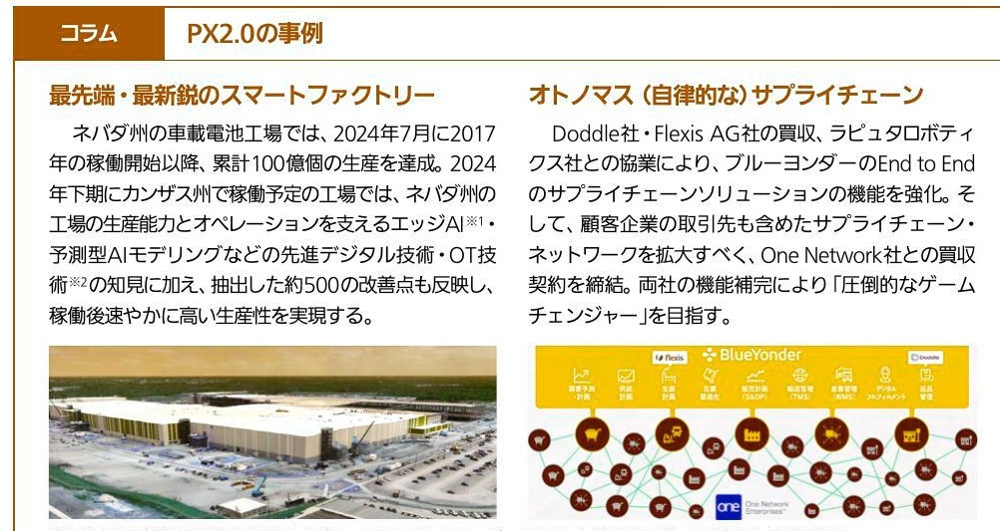 コラム
PX2.0の事例
最先端・最新鋭のスマートファクトリー
ネバダ州の車載電池工場では、2024年7月に2017
年の稼働開始以降、累計100億個の生産を達成。2024
年下期にカンザス州で稼働予定の工場では、ネバダ州の
工場の生産能力とオペレーションを支えるエッジAI※1・
予測型AIモデリングなどの先進デジタル技術・OT技
術※2の知見に加え、抽出した約500の改善点も反映し、
稼働後速やかに高い生産性を実現する。
オトノマス（自律的な）サプライチェーン
Doddle社・Flexis AG社の買収、ラピュタロボティ
クス社との協業により、ブルーヨンダーのEnd to End
のサプライチェーンソリューションの機能を強化。そ
して、顧客企業の取引先も含めたサプライチェーン・
ネットワークを拡大すべく、One Network社との買収
契約を締結。両社の機能補完により「圧倒的なゲーム
チェンジャー」を目指す。
flexis
BlueYonder
Doddle
需要予測
・計画
供給
計画
生産
計画
在庫
最適化
販売計画
(S&OP)
輸送管理
(TMS)
倉庫管理
(WMS)
デジタル
フルフィルメント
返品
管理
one
One Network
Enterprises